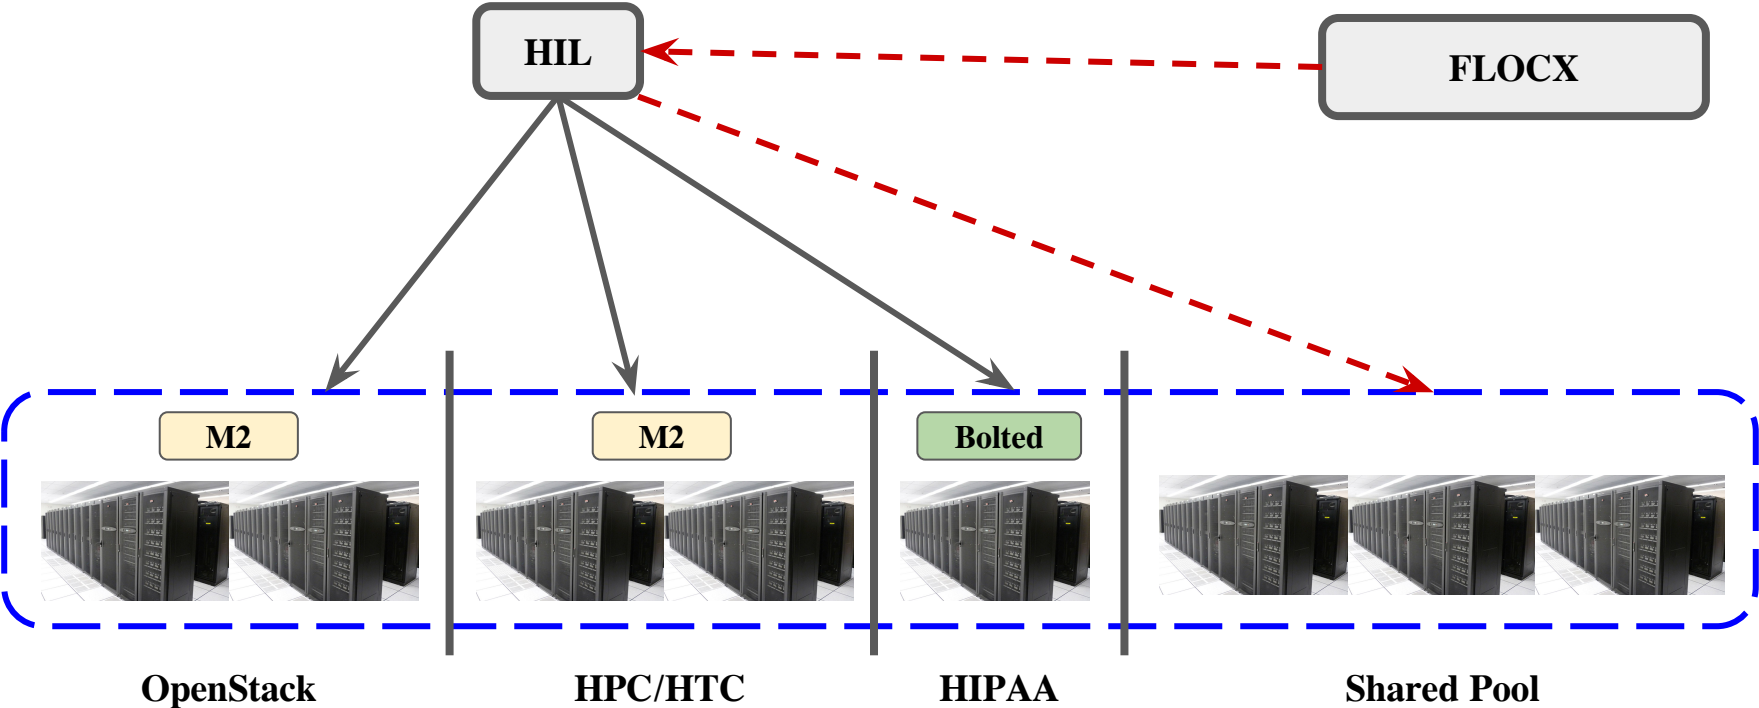 HIL
FLOCX
M2
M2
Bolted
OpenStack
HPC/HTC
HIPAA
Shared Pool